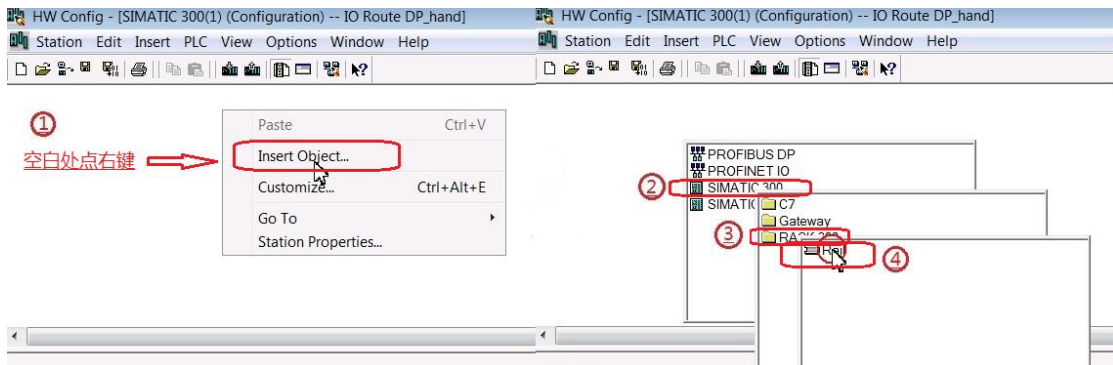 HW Config - [SIMATIC 300(1) (Configuration) -- IO Route DP_hand]
Station Edit Insert PLC View Options Window Help
①
空白处点右键
Paste Ctrl+V
Insert Object...
Customize... Ctrl+Alt+E
Go To
Station Properties...
HW Config - [SIMATIC 300(1) (Configuration) -- IO Route DP_hand]
Station Edit Insert PLC View Options Window Help
PROFIBUS DP
PROFINET IO
② SIMATIC 300
C7
Gateway
③
④